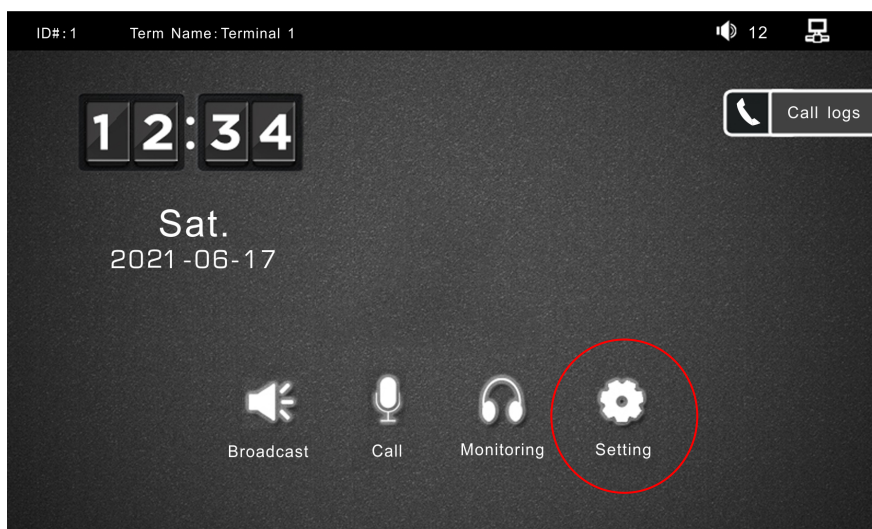 ID#:1 Term Name:Terminal 1 12
Call logs
12:34
Sat.
2021-06-17
Broadcast Call Monitoring Setting